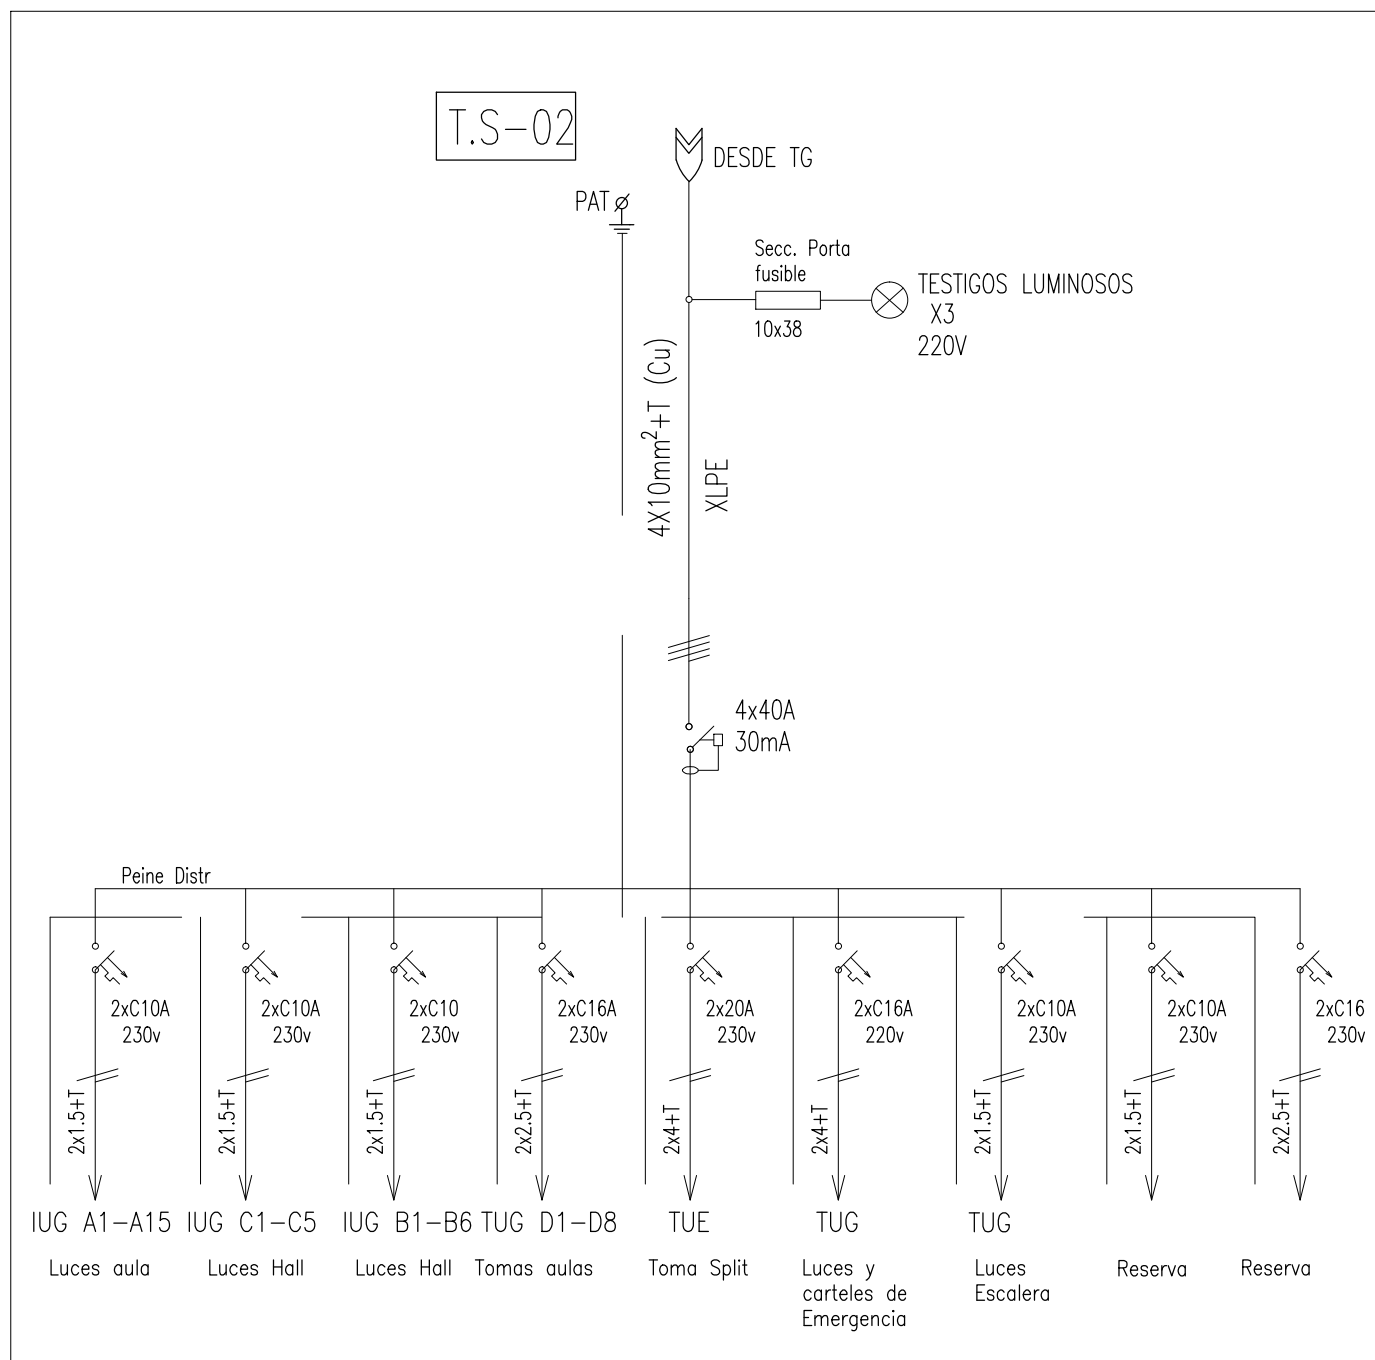 T.S-02
DESDE TG
PAT
Secc. Porta
fusible
10x38
TESTIGOS LUMINOSOS
X3
220V
4X10mm²+T (Cu)
XLPE
4x40A
30mA
Peine Distr
2xC10A
230v
2xC10A
230v
2xC10
230v
2xC16A
230v
2x20A
230v
2xC16A
220v
2xC10A
230v
2xC10A
230v
2xC16
230v
2x1.5+T
2x1.5+T
2x1.5+T
2x2.5+T
2x4+T
2x4+T
2x1.5+T
2x1.5+T
2x2.5+T
IUG A1-A15
Luces aula
IUG C1-C5
Luces Hall
IUG B1-B6
Luces Hall
TUG D1-D8
Tomas aulas
TUE
Toma Split
TUG
Luces y
carteles de
Emergencia
TUG
Luces
Escalera
Reserva
Reserva